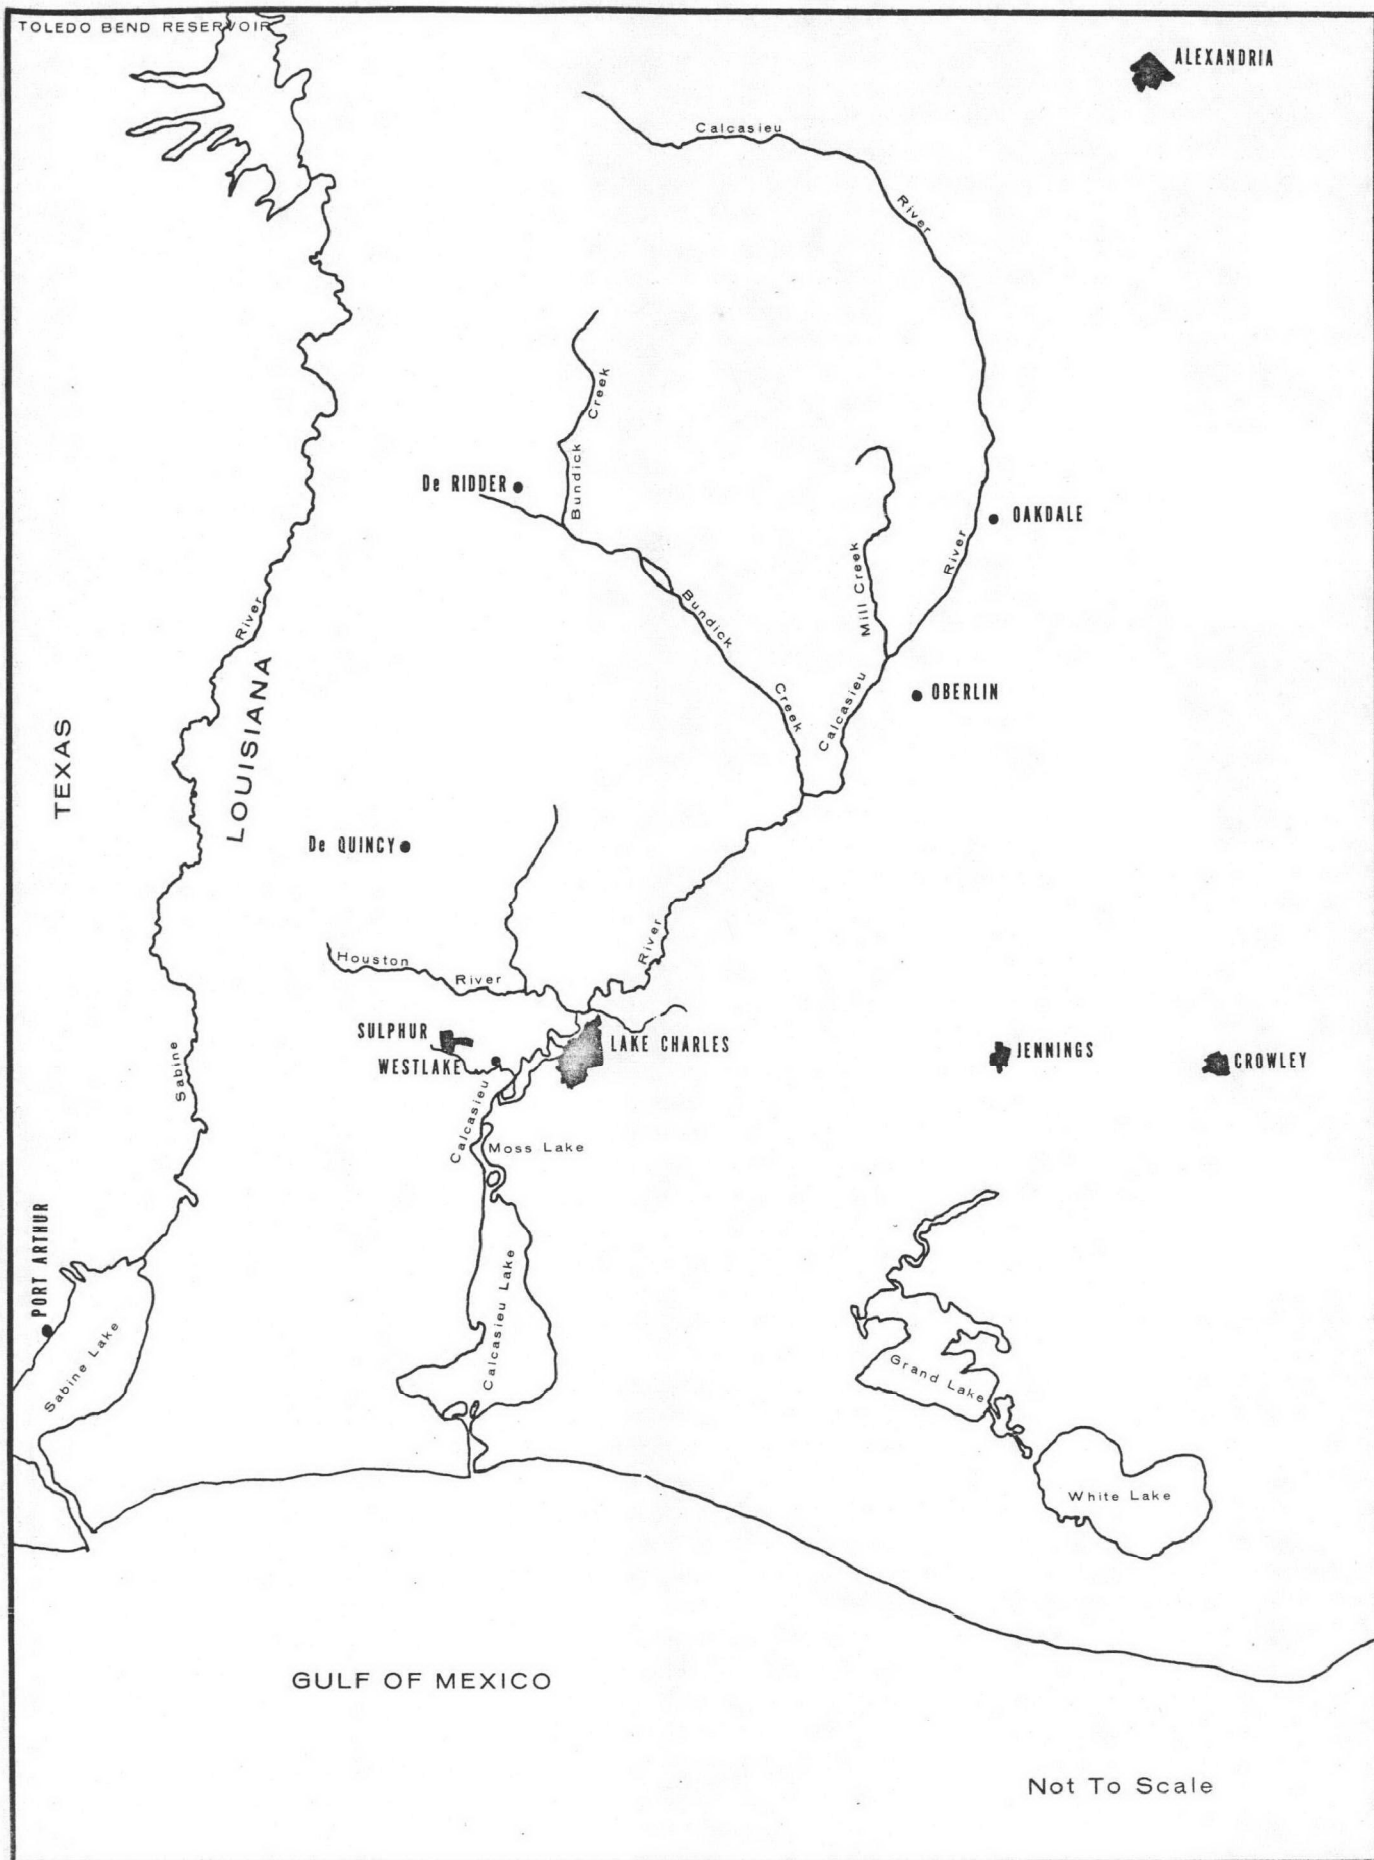 TOLEDO BEND RESERVOIR
ALEXANDRIA
Calcasieu
River
Creek
Bundick
De RIDDER
OAKDALE
River
Mill Creek
Bundick
River
Creek
Calcasieu
OBERLIN
TEXAS
LOUISIANA
De QUINCY
River
Houston
River
SULPHUR
LAKE CHARLES
WESTLAKE
JENNINGS
CROWLEY
Sabine
Calcasieu
Moss Lake
PORT ARTHUR
Sabine Lake
Calcasieu Lake
Grand Lake
White Lake
GULF OF MEXICO
Not To Scale